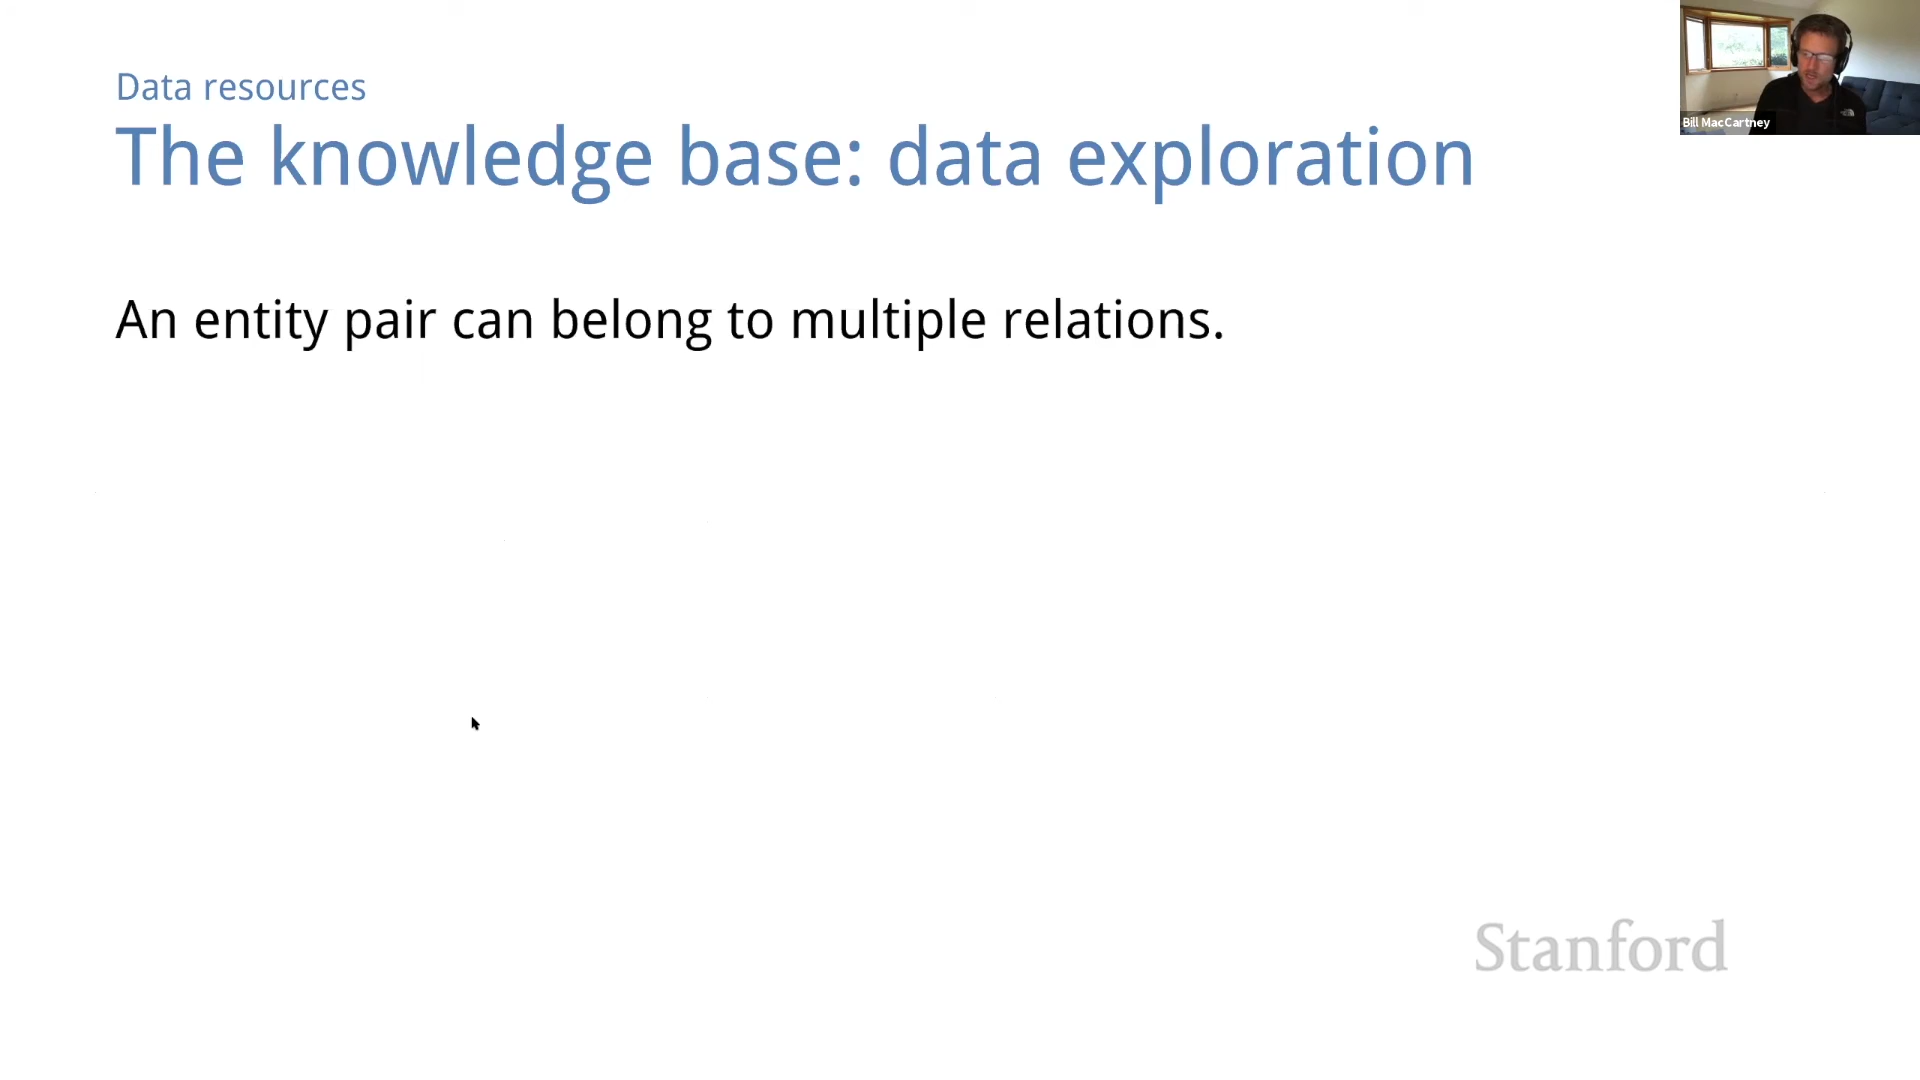 Data resources
The knowledge base: data exploration
Bill MacCartney
An entity pair can belong to multiple relations.
Stanford